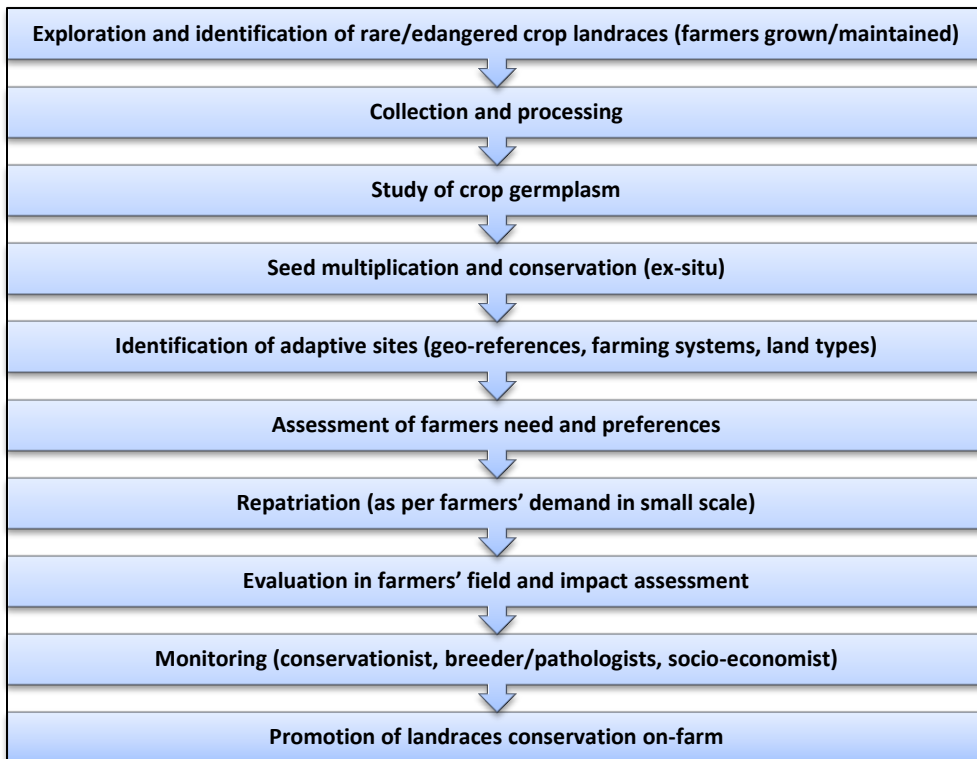 Exploration and identification of rare/edangered crop landraces (farmers grown/maintained)
Collection and processing
Study of crop germplasm
Seed multiplication and conservation (ex-situ)
Identification of adaptive sites (geo-references, farming systems, land types)
Assessment of farmers need and preferences
Repatriation (as per farmers’ demand in small scale)
Evaluation in farmers’ field and impact assessment
Monitoring (conservationist, breeder/pathologists, socio-economist)
Promotion of landraces conservation on-farm